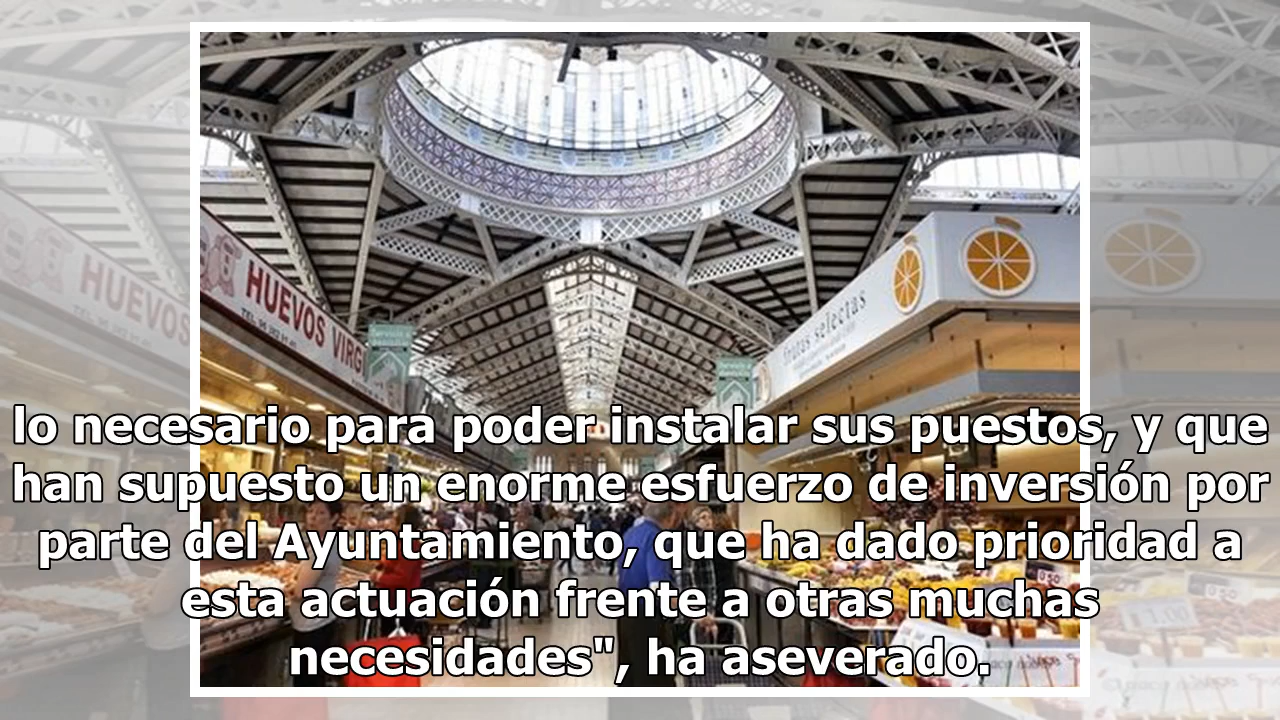 HUEVOS
HUEVOS VIRG
frutas selectas
lo necesario para poder instalar sus puestos, y que
han supuesto un enorme esfuerzo de inversión por
parte del Ayuntamiento, que ha dado prioridad a
esta actuación frente a otras muchas
necesidades", ha aseverado.